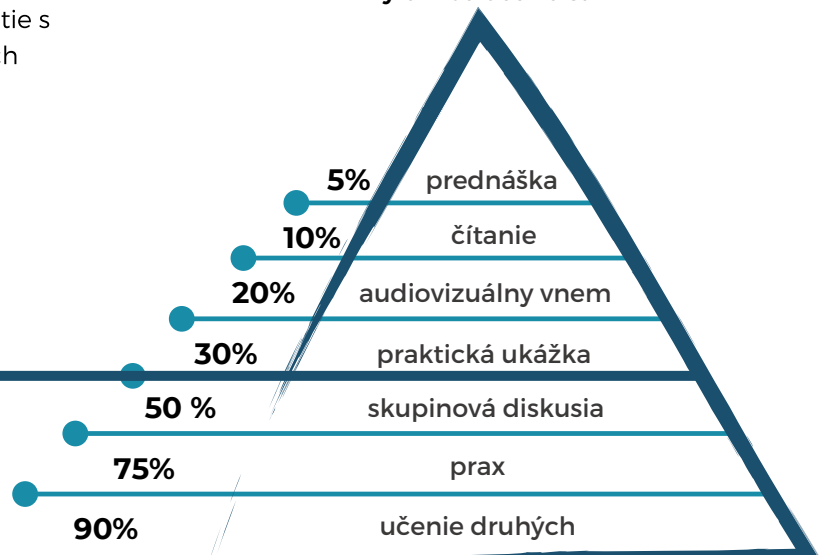 tie s
5% prednáška
10% čítanie
20% audiovizuálny vnem
30% praktická ukážka
50 % skupinová diskusia
75% prax
90% učenie druhých